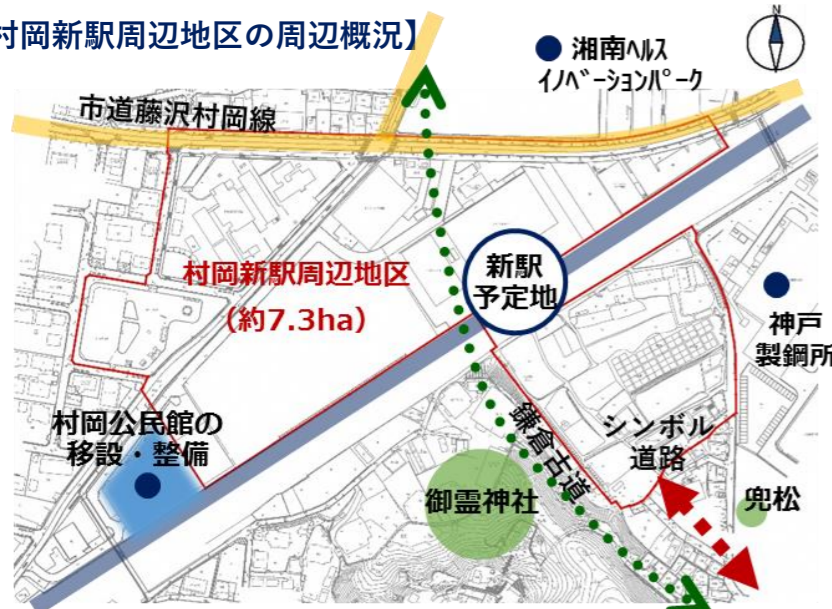 村岡新駅周辺地区の周辺概況】
N
湘南ヘルス
イノベーションパーク
市道藤沢村岡線
村岡新駅周辺地区
（約7.3ha）
新駅
予定地
神戸
製鋼所
村岡公民館の
移設・整備
鎌倉古道
シンボル
道路
御霊神社
兜松